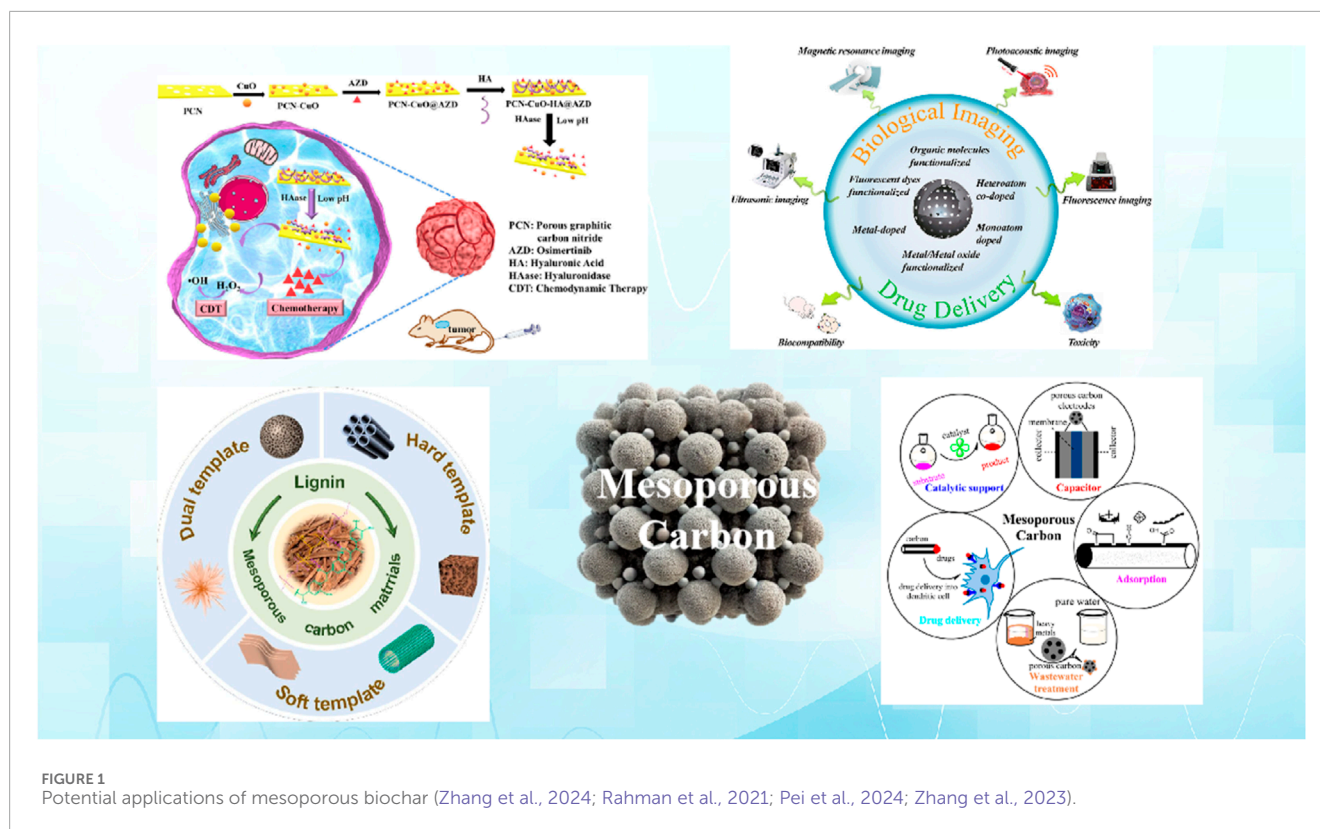 CuO
AZD
HA
PCN
PCN-CuO
PCN-CuO@AZD
PCN-CuO-HA@AZD
HAase
Low pH
HAase
Low pH
•OH
H₂O₂
CDT
Chemotherapy
PCN: Porous graphitic
carbon nitride
AZD: Osimertinib
HA: Hyaluronic Acid
HAase: Hyaluronidase
CDT: Chemodynamic Therapy
tumor
Magnetic resonance imaging
Photoacoustic imaging
Biological Imaging
Organic molecules
functionalized
Fluorescent dyes
functionalized
Heteroatom
co-doped
Ultrasonic imaging
Fluorescence imaging
Metal-doped
Monoatom
doped
Metal/Metal oxide
functionalized
Drug Delivery
Biocompatibility
Toxicity
Dual template
Hard template
Lignin
Mesoporous
carbon
matrrials
Soft template
Mesoporous
Carbon
porous carbon
electrodes
membrane
collector
collector
Capacitor
catalyst
substrate
product
Catalytic support
Mesoporous
Carbon
OH
O
Adsorption
carbon
drugs
drug delivery into
dendritic cell
Drug delivery
pure water
heavy
metals
porous carbon
Wastewater
treatment
FIGURE 1
Potential applications of mesoporous biochar (Zhang et al., 2024; Rahman et al., 2021; Pei et al., 2024; Zhang et al., 2023).